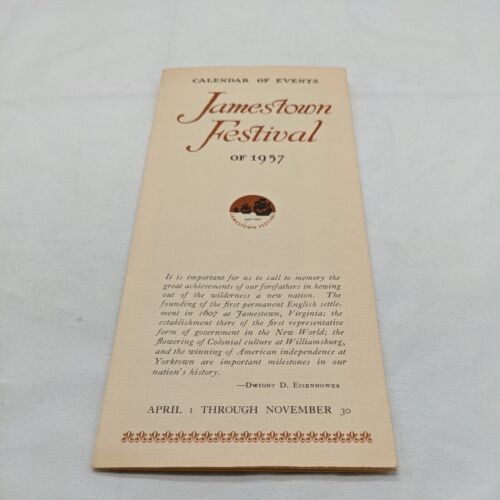 CALENDAR OF EVENTS
Jamestown
Festival
OF 1957
JAMESTOWN FESTIVAL
It is important for us to call to memory the
great achievements of our forefathers in hewing
out of the wilderness a new nation. The
founding of the first permanent English settle-
ment in 1607 at Jamestown, Virginia; the
establishment there of the first representative
form of government in the New World; the
flowering of Colonial culture at Williamsburg,
and the winning of American independence at
Yorktown are important milestones in our
nation's history.
—DWIGHT D. EISENHOWER
APRIL 1 THROUGH NOVEMBER 30